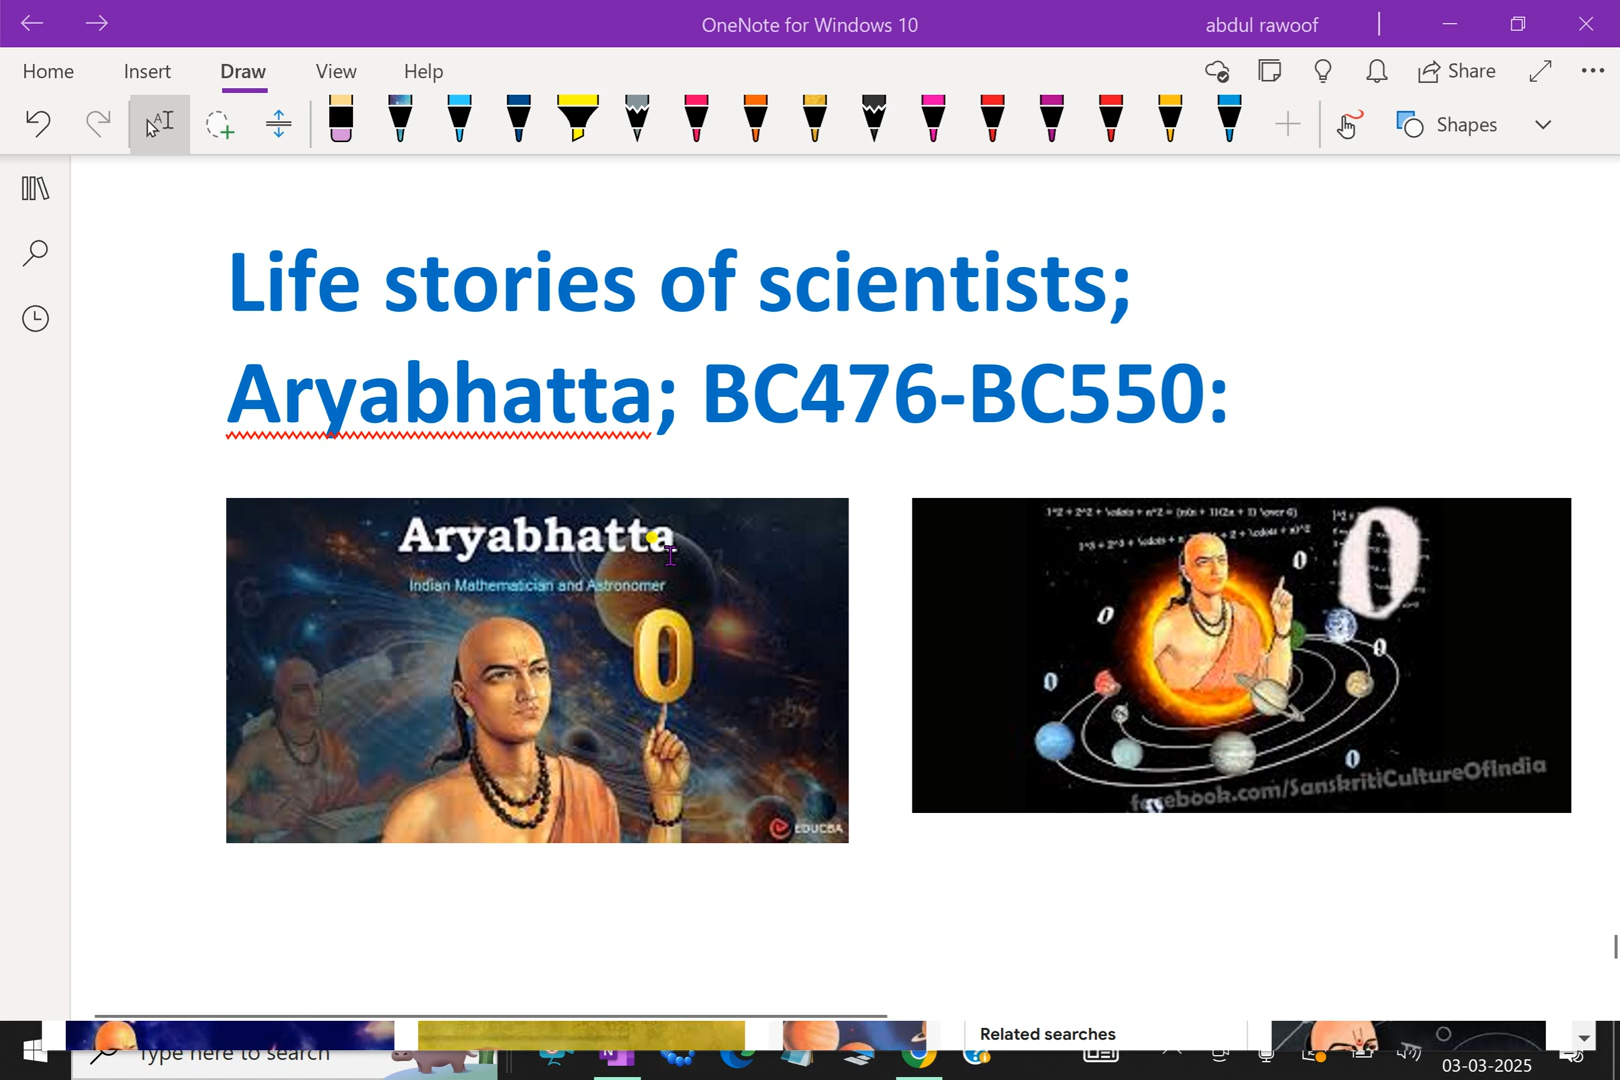 OneNote for Windows 10
abdul rawoof
Home Insert Draw View Help
Share
Shapes
Life stories of scientists;
Aryabhatta; BC476-BC550:
Aryabhatta
Indian Mathematician and Astronomer
0
EDUCBA
0
0
0
0
0
0
facebook.com/SanskritiCultureOfIndia
Related searches
Type here to search
03-03-2025